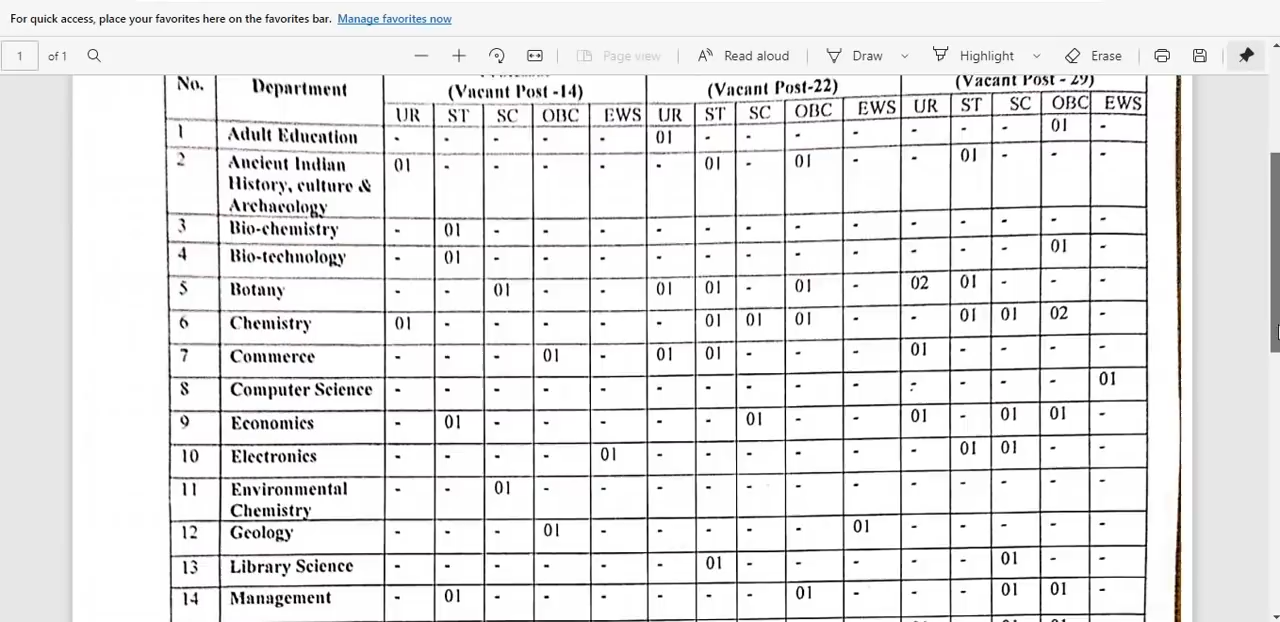 For quick access, place your favorites here on the favorites bar. Manage favorites now
1 of 1 Page view Read aloud Draw Highlight Erase
No. Department (Vacant Post -14) (Vacant Post-22) (Vacant Post - 29)
UR ST SC OBC EWS UR ST SC OBC EWS UR ST SC OBC EWS
1 Adult Education - - - - - 01 - - - - - - - 01 -
2 Ancient Indian 01 - - - - - 01 - 01 - - 01 - - -
History, culture &
Archaeology
3 Bio-chemistry - 01 - - - - - - - - - - - - -
4 Bio-technology - 01 - - - - - - - - - - - 01 -
5 Botany - - 01 - - 01 01 - 01 - 02 01 - - -
6 Chemistry 01 - - - - - 01 01 01 - - 01 01 02 -
7 Commerce - - - 01 - 01 01 - - - 01 - - - -
8 Computer Science - - - - - - - - - - - - - - 01
9 Economics - 01 - - - - - 01 - - 01 - 01 01 -
10 Electronics - - - - 01 - - - - - - 01 01 - -
11 Environmental - - 01 - - - - - - - - - - - -
Chemistry
12 Geology - - - 01 - - - - - 01 - - - - -
13 Library Science - - - - - - 01 - - - - - 01 - -
14 Management - 01 - - - - - - 01 - - - 01 01 -